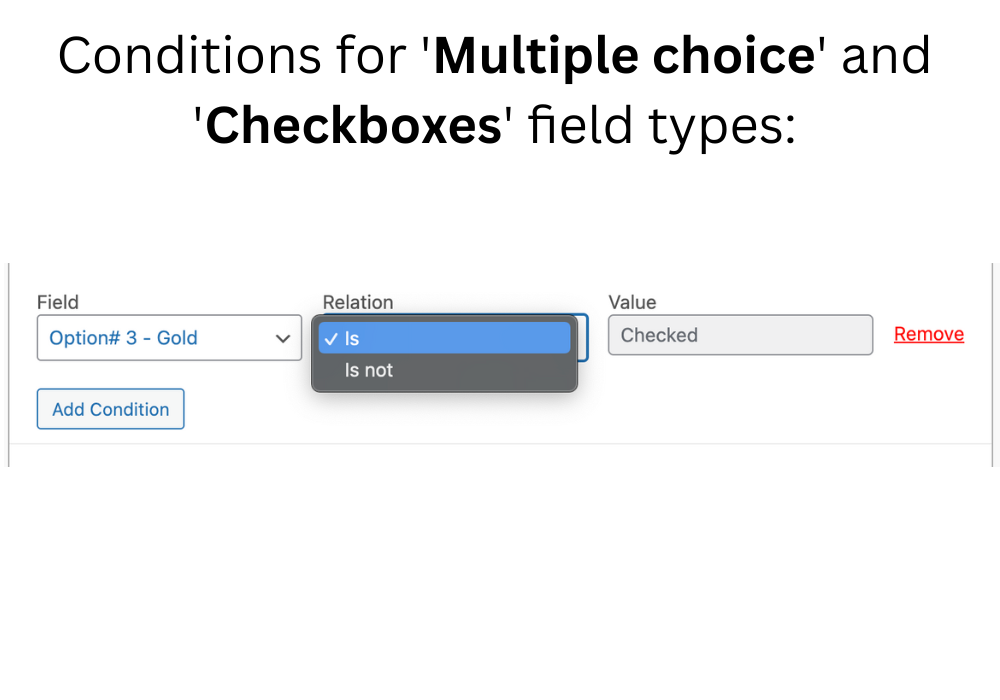 Conditions for 'Multiple choice' and
'Checkboxes' field types:
Field
Relation
Value
Option# 3 - Gold
✓ Is
Is not
Checked
Remove
Add Condition